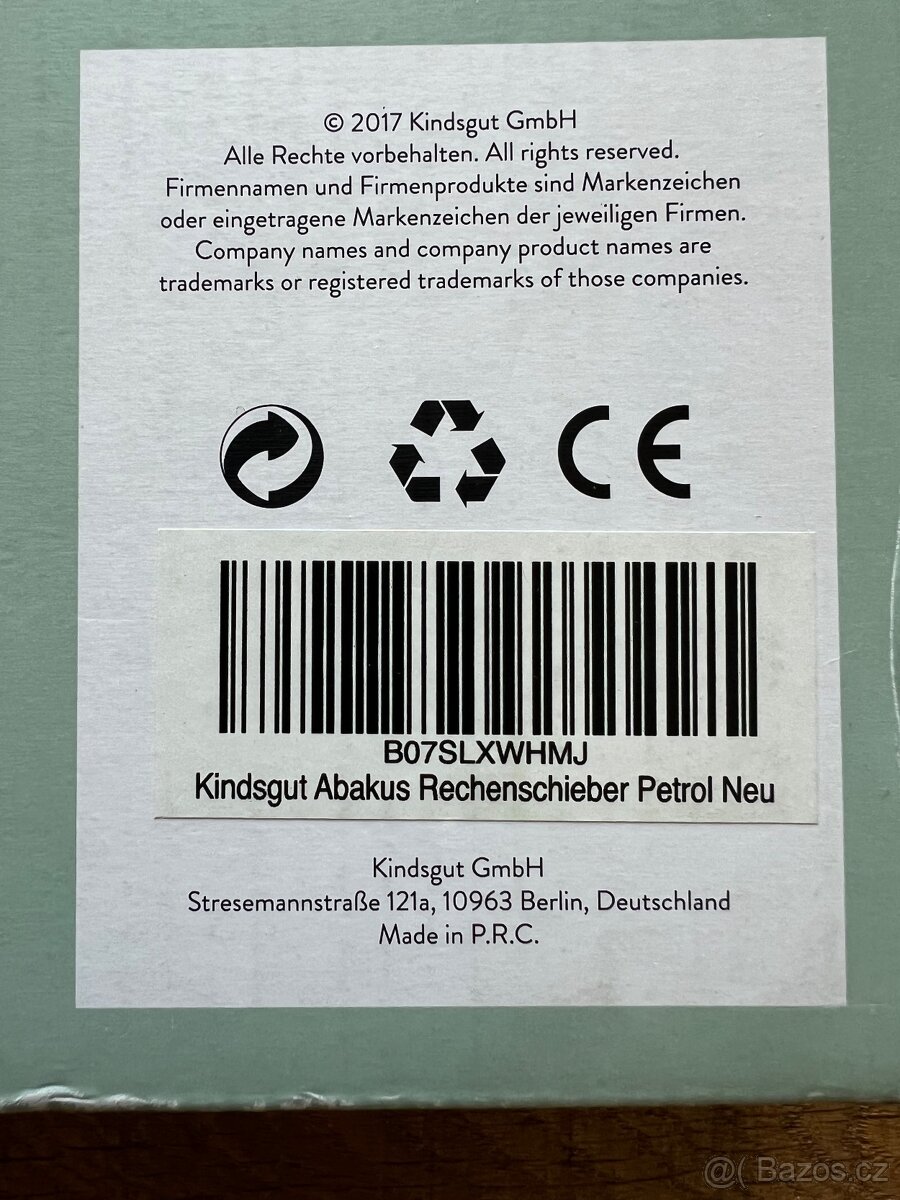 © 2017 Kindsgut GmbH
Alle Rechte vorbehalten. All rights reserved.
Firmennamen und Firmenprodukte sind Markenzeichen
oder eingetragene Markenzeichen der jeweiligen Firmen.
Company names and company product names are
trademarks or registered trademarks of those companies.
CE
B07SLXWHMJ
Kindsgut Abakus Rechenschieber Petrol Neu
Kindsgut GmbH
Stresemannstraße 121a, 10963 Berlin, Deutschland
Made in P.R.C.
@( Bazos.cz